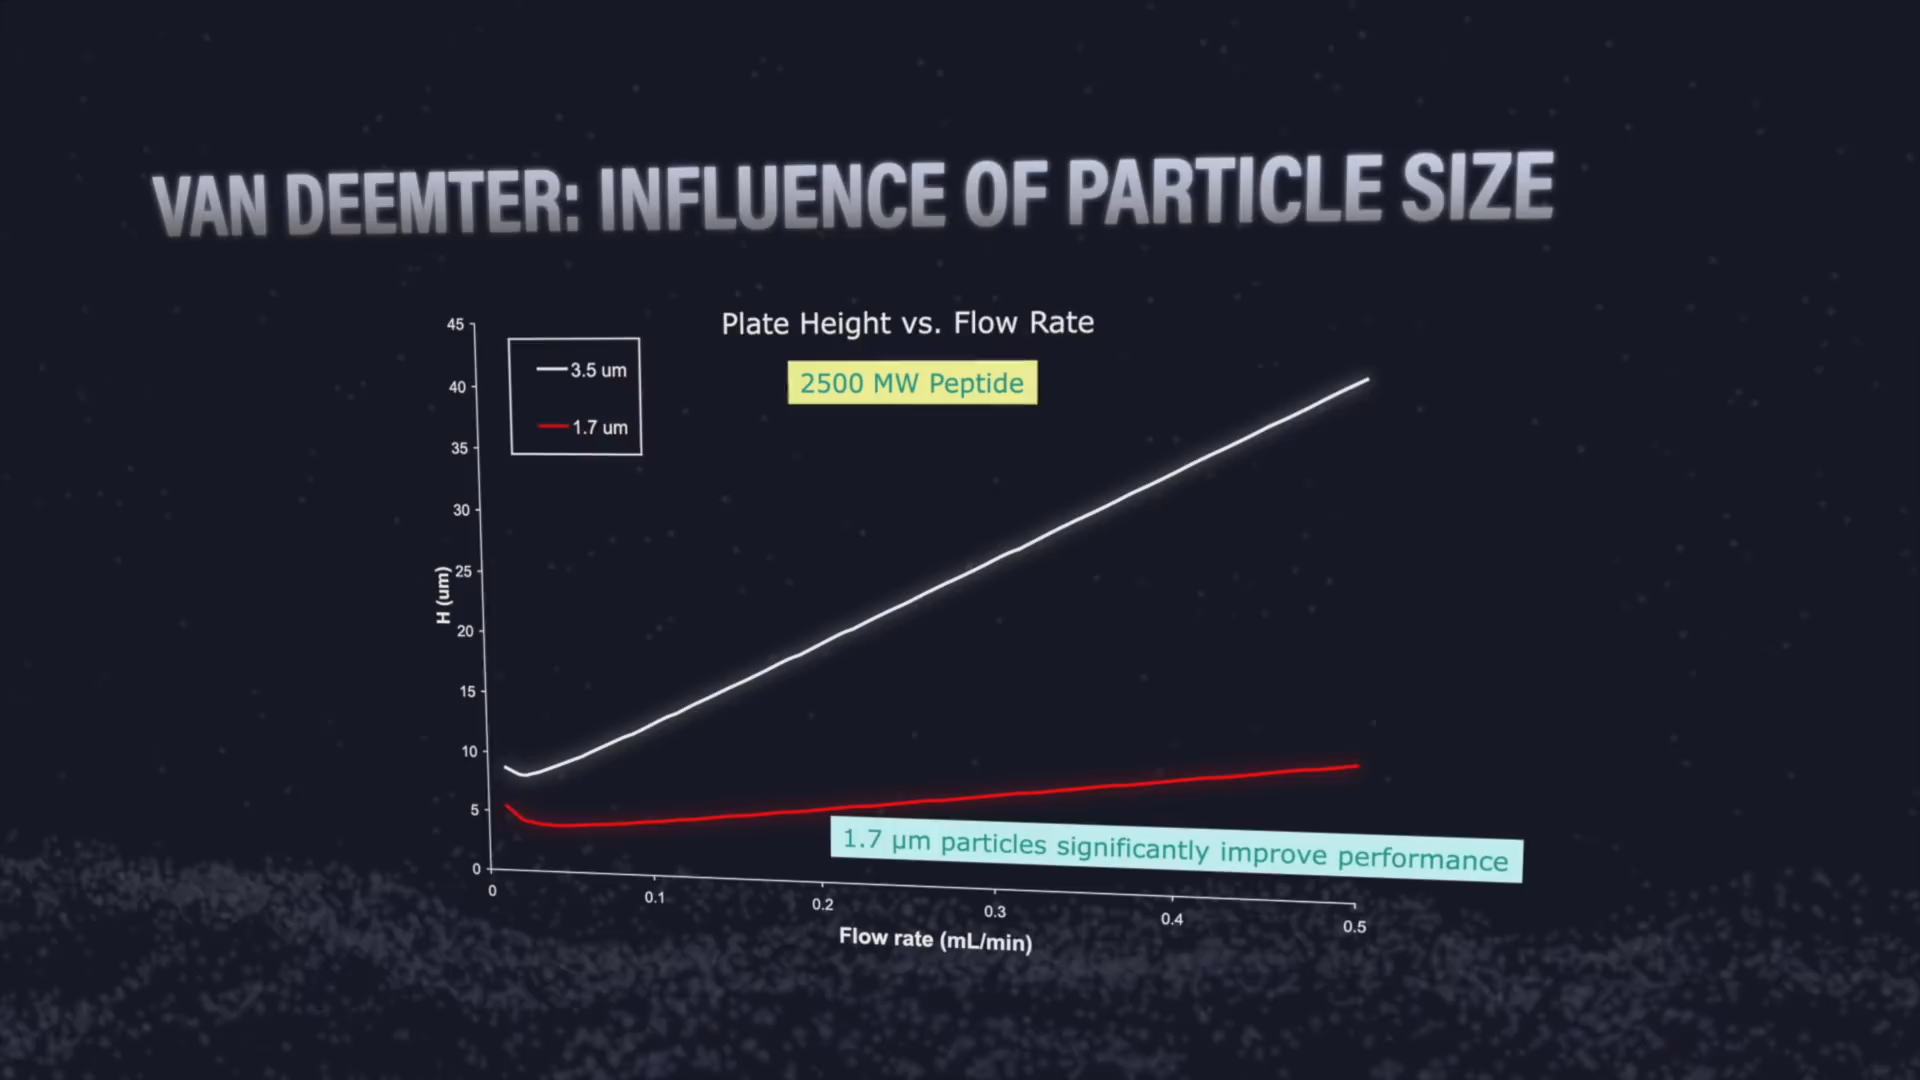 VAN DEEMTER: INFLUENCE OF PARTICLE SIZE
Plate Height vs. Flow Rate
2500 MW Peptide
3.5 um
1.7 um
45
40
35
30
25
20
15
10
5
0
H (um)
1.7 µm particles significantly improve performance
0
0.1
0.2
0.3
0.4
0.5
Flow rate (mL/min)